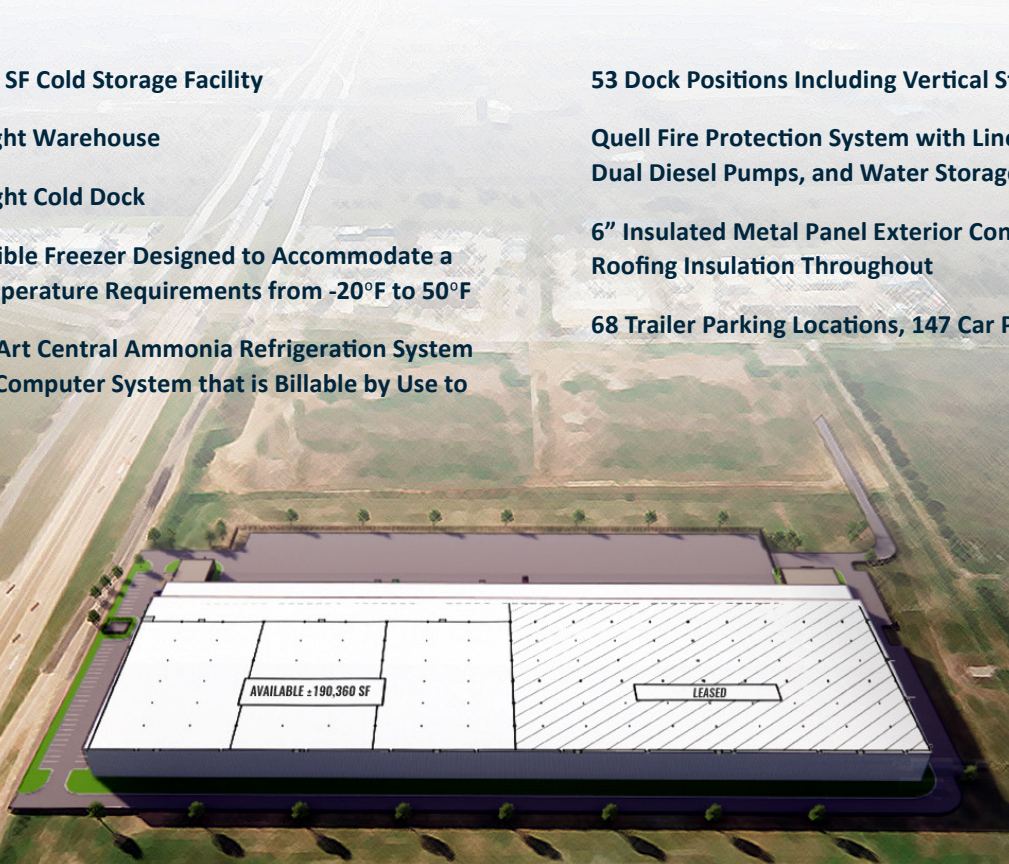 SF Cold Storage Facility
ght Warehouse
ght Cold Dock
ible Freezer Designed to Accommodate a
perature Requirements from -20°F to 50°F
Art Central Ammonia Refrigeration System
Computer System that is Billable by Use to
53 Dock Positions Including Vertical S
Quell Fire Protection System with Lin
Dual Diesel Pumps, and Water Storag
6” Insulated Metal Panel Exterior Con
Roofing Insulation Throughout
68 Trailer Parking Locations, 147 Car P
AVAILABLE ±190,360 SF
LEASED